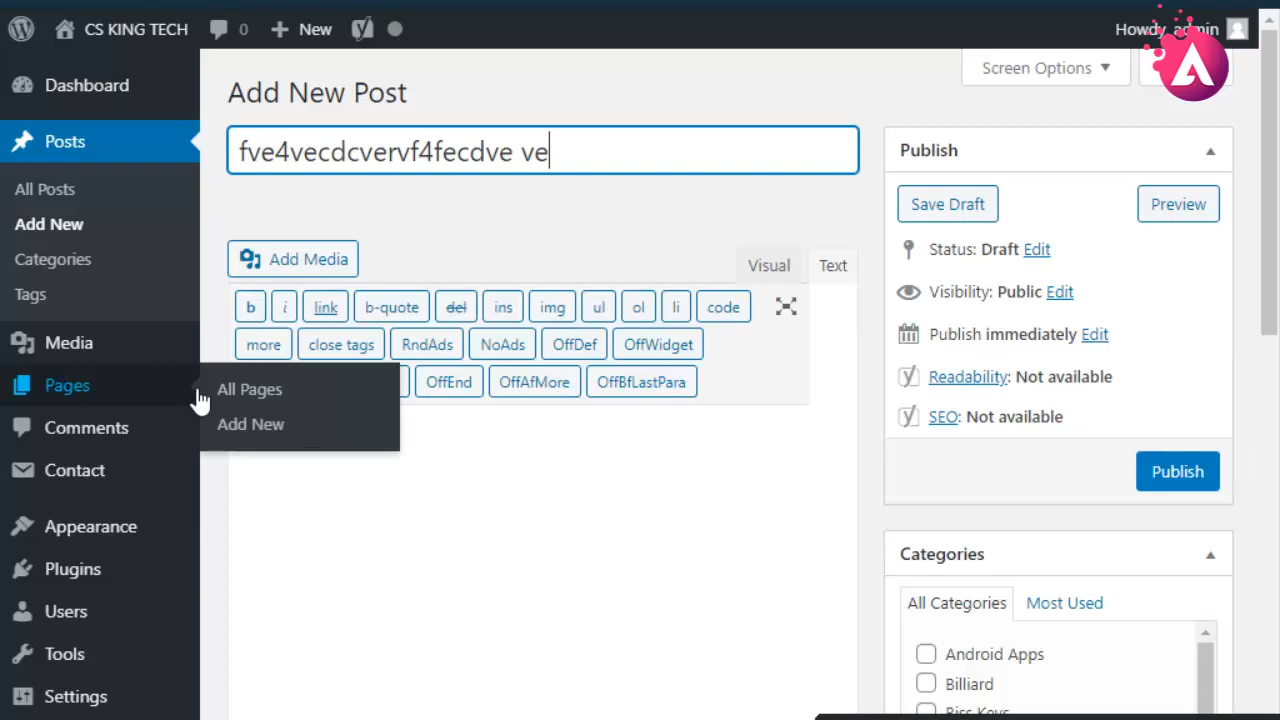 CS KING TECH
0
New
Howdy, admin
Dashboard
Posts
All Posts
Add New
Categories
Tags
Media
Pages
All Pages
Add New
Comments
Contact
Appearance
Plugins
Users
Tools
Settings
Screen Options
Add New Post
fve4vecdcvervf4fecdve ve
Add Media
Visual
Text
b
i
link
b-quote
del
ins
img
ul
ol
li
code
more
close tags
RndAds
NoAds
OffDef
OffWidget
OffEnd
OffAfMore
OffBfLastPara
Publish
Save Draft
Preview
Status: Draft Edit
Visibility: Public Edit
Publish immediately Edit
Readability: Not available
SEO: Not available
Publish
Categories
All Categories
Most Used
Android Apps
Billiard